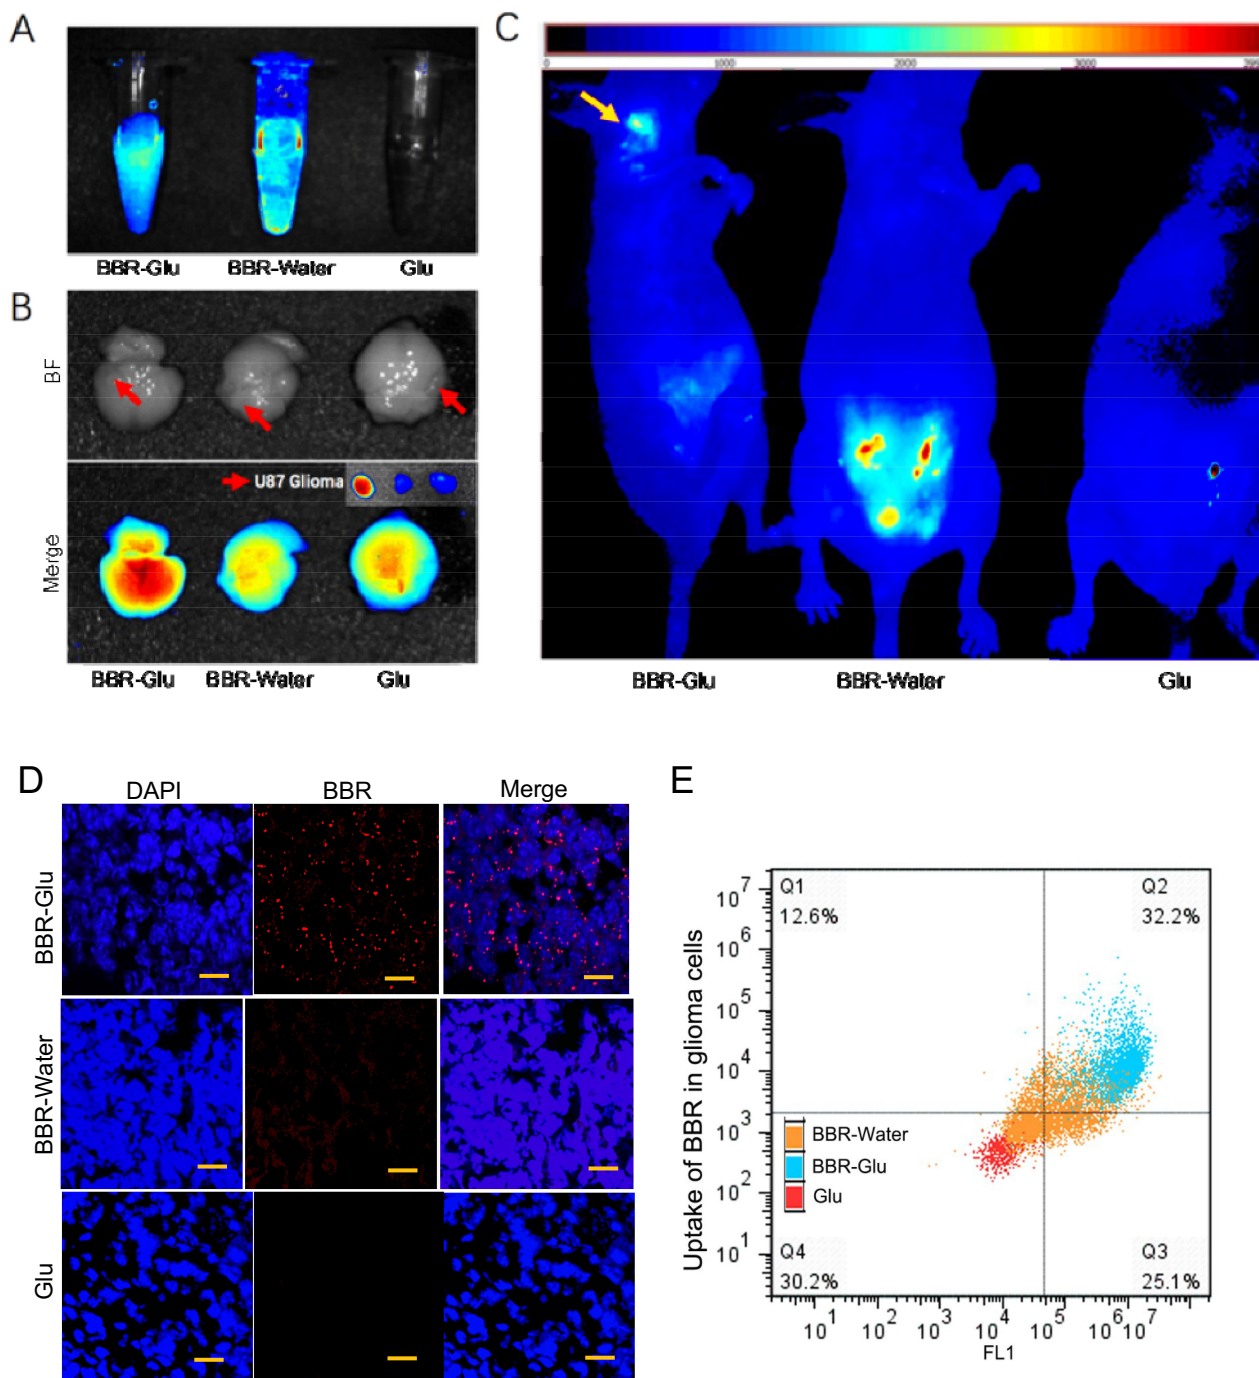 A
BBR-Glu BBR-Water Glu
B
BF
U87 Glioma
Merge
BBR-Glu BBR-Water Glu
C
0 1000 2000 3000
BBR-Glu BBR-Water Glu
D
DAPI BBR Merge
BBR-Glu
BBR-Water
Glu
E
Uptake of BBR in glioma cells
Q1
12.6%
Q2
32.2%
10^7
10^6
10^5
10^4
10^3
10^2
10^1
BBR-Water
BBR-Glu
Glu
Q4
30.2%
Q3
25.1%
10^1 10^2 10^3 10^4 10^5 10^6 10^7
FL1